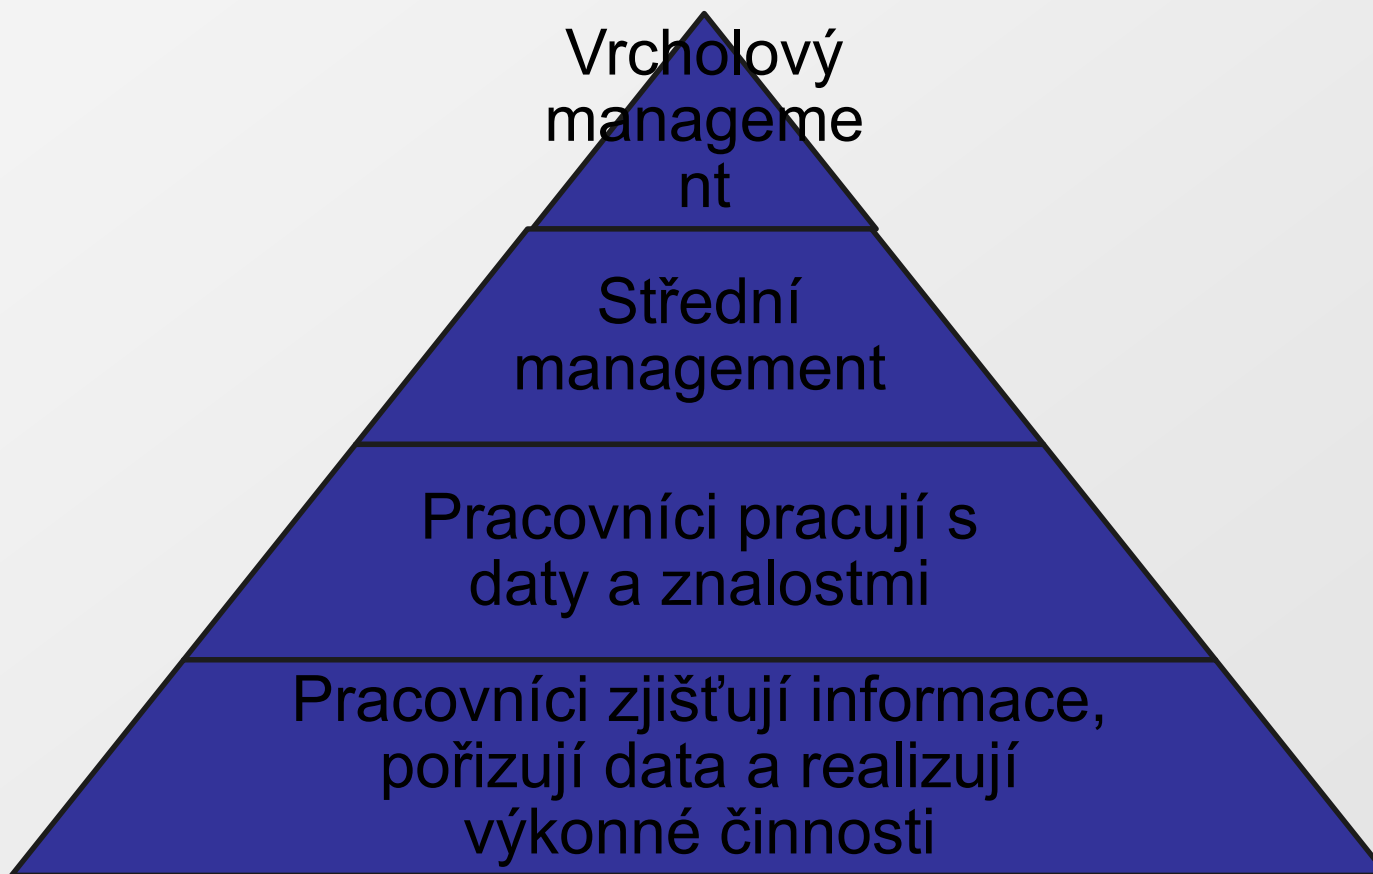 Vrcholový
manageme
nt
Střední
management
Pracovníci pracují s
daty a znalostmi
Pracovníci zjišťují informace,
pořizují data a realizují
výkonné činnosti